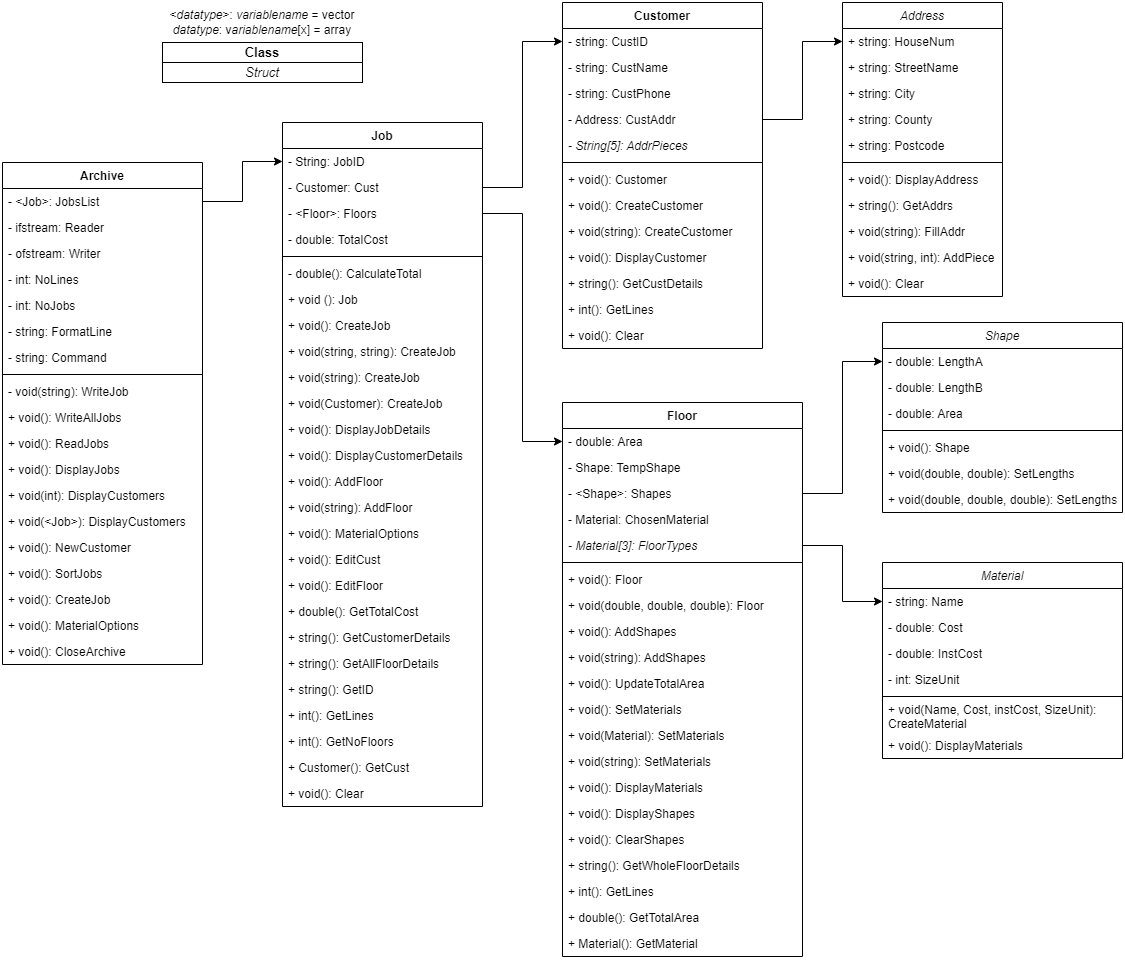 <datatype>: variablename = vector
datatype: variablename[x] = array
Class
Struct
Archive
- <Job>: JobsList
- ifstream: Reader
- ofstream: Writer
- int: NoLines
- int: NoJobs
- string: FormatLine
- string: Command
- void(string): WriteJob
+ void(): WriteAllJobs
+ void(): ReadJobs
+ void(): DisplayJobs
+ void(int): DisplayCustomers
+ void(<Job>): DisplayCustomers
+ void(): NewCustomer
+ void(): SortJobs
+ void(): CreateJob
+ void(): MaterialOptions
+ void(): CloseArchive
Job
- String: JobID
- Customer: Cust
- <Floor>: Floors
- double: TotalCost
- double(): CalculateTotal
+ void (): Job
+ void(): CreateJob
+ void(string, string): CreateJob
+ void(string): CreateJob
+ void(Customer): CreateJob
+ void(): DisplayJobDetails
+ void(): DisplayCustomerDetails
+ void(): AddFloor
+ void(string): AddFloor
+ void(): MaterialOptions
+ void(): EditCust
+ void(): EditFloor
+ double(): GetTotalCost
+ string(): GetCustomerDetails
+ string(): GetAllFloorDetails
+ string(): GetID
+ int(): GetLines
+ int(): GetNoFloors
+ Customer(): GetCust
+ void(): Clear
Customer
- string: CustID
- string: CustName
- string: CustPhone
- Address: CustAddr
- String[5]: AddrPieces
+ void(): Customer
+ void(): CreateCustomer
+ void(string): CreateCustomer
+ void(): DisplayCustomer
+ string(): GetCustDetails
+ int(): GetLines
+ void(): Clear
Address
+ string: HouseNum
+ string: StreetName
+ string: City
+ string: County
+ string: Postcode
+ void(): DisplayAddress
+ string(): GetAddrs
+ void(string): FillAddr
+ void(string, int): AddPiece
+ void(): Clear
Floor
- double: Area
- Shape: TempShape
- <Shape>: Shapes
- Material: ChosenMaterial
- Material[3]: FloorTypes
+ void(): Floor
+ void(double, double, double): Floor
+ void(): AddShapes
+ void(string): AddShapes
+ void(): UpdateTotalArea
+ void(): SetMaterials
+ void(Material): SetMaterials
+ void(string): SetMaterials
+ void(): DisplayMaterials
+ void(): DisplayShapes
+ void(): ClearShapes
+ string(): GetWholeFloorDetails
+ int(): GetLines
+ double(): GetTotalArea
+ Material(): GetMaterial
Shape
- double: LengthA
- double: LengthB
- double: Area
+ void(): Shape
+ void(double, double): SetLengths
+ void(double, double, double): SetLengths
Material
- string: Name
- double: Cost
- double: InstCost
- int: SizeUnit
+ void(Name, Cost, instCost, SizeUnit):
CreateMaterial
+ void(): DisplayMaterials